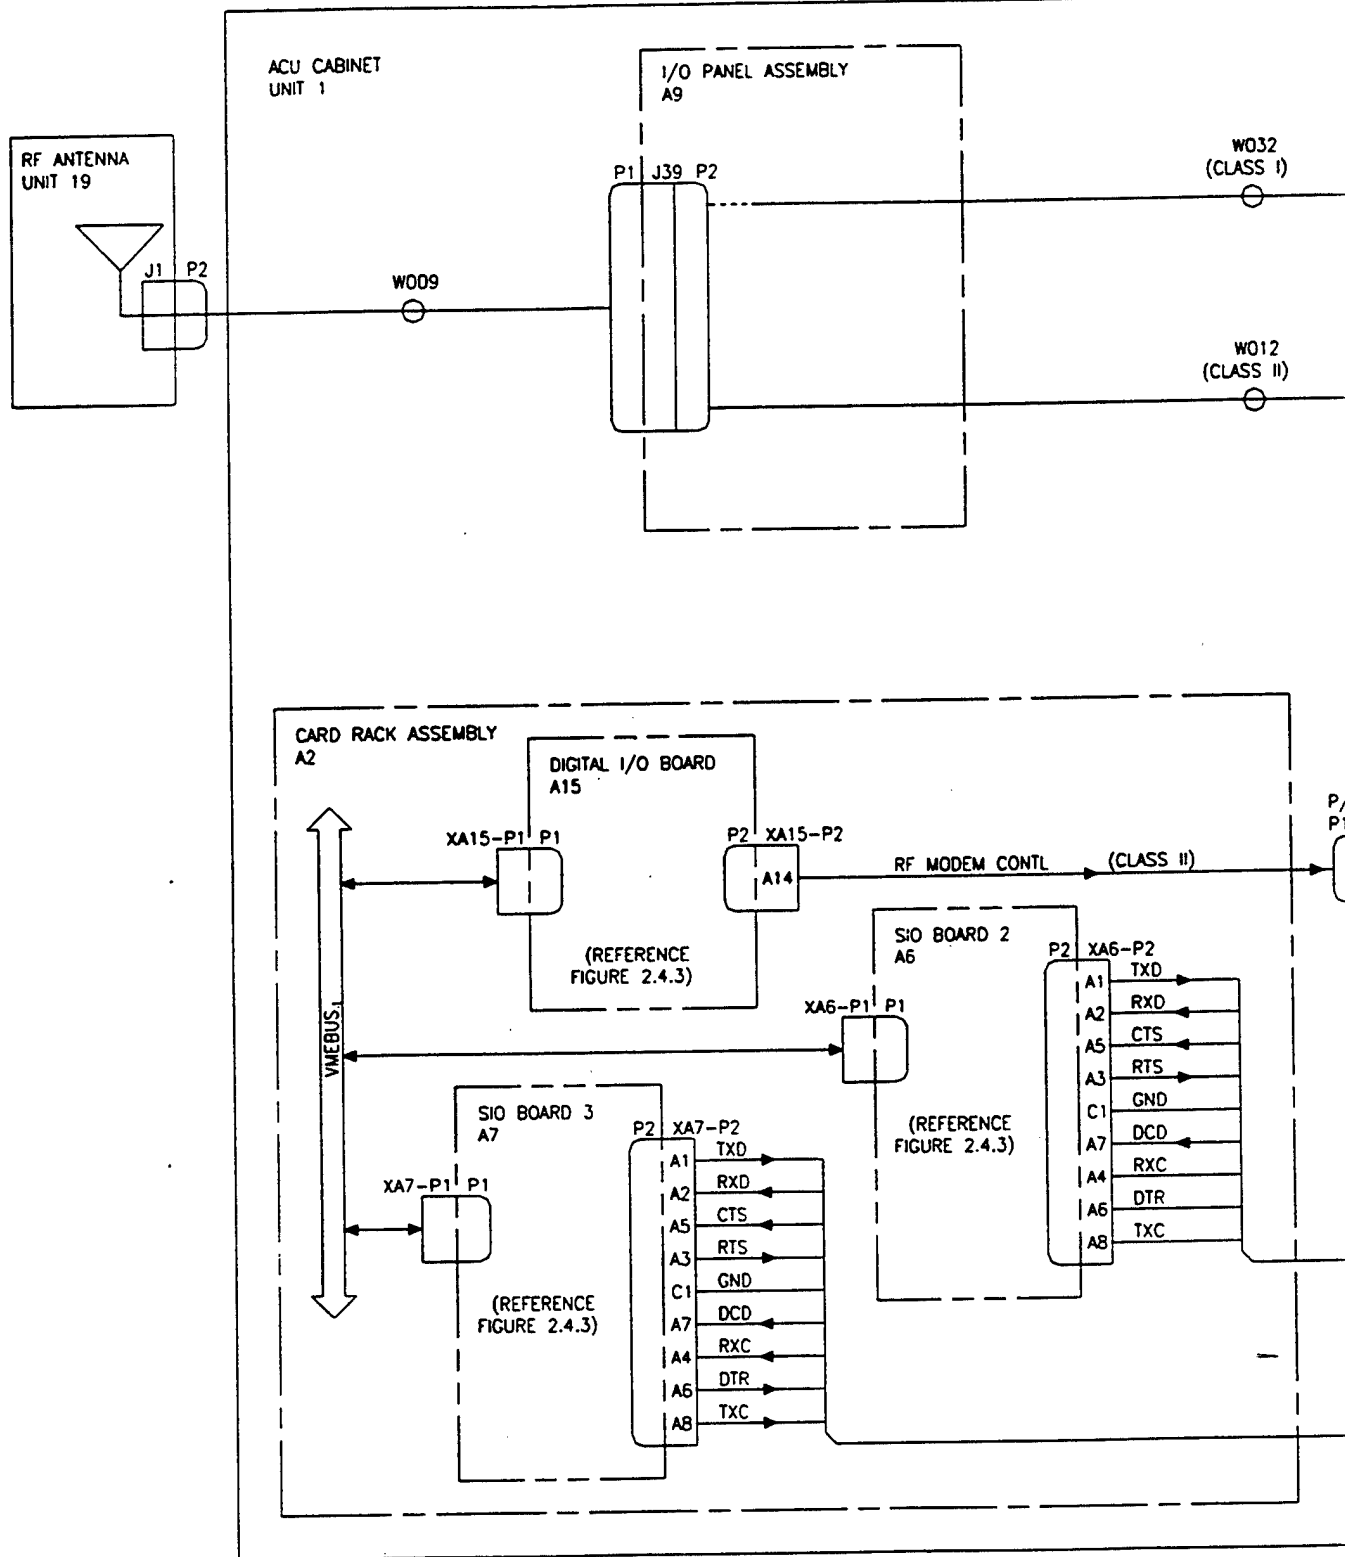 ACU CABINET
UNIT 1
I/O PANEL ASSEMBLY
A9
RF ANTENNA
UNIT 19
J1 P2
W009
P1 J39 P2
W032
(CLASS I)
W012
(CLASS II)
CARD RACK ASSEMBLY
A2
DIGITAL I/O BOARD
A15
XA15-P1 P1
P2 XA15-P2
A14
RF MODEM CONTL
(CLASS II)
P/
P1
(REFERENCE
FIGURE 2.4.3)
VMEBUS
SIO BOARD 2
A6
XA6-P1 P1
P2 XA6-P2
A1 TXD
A2 RXD
A5 CTS
A3 RTS
C1 GND
A7 DCD
A4 RXC
A6 DTR
A8 TXC
(REFERENCE
FIGURE 2.4.3)
SIO BOARD 3
A7
XA7-P1 P1
P2 XA7-P2
A1 TXD
A2 RXD
A5 CTS
A3 RTS
C1 GND
A7 DCD
A4 RXC
A6 DTR
A8 TXC
(REFERENCE
FIGURE 2.4.3)